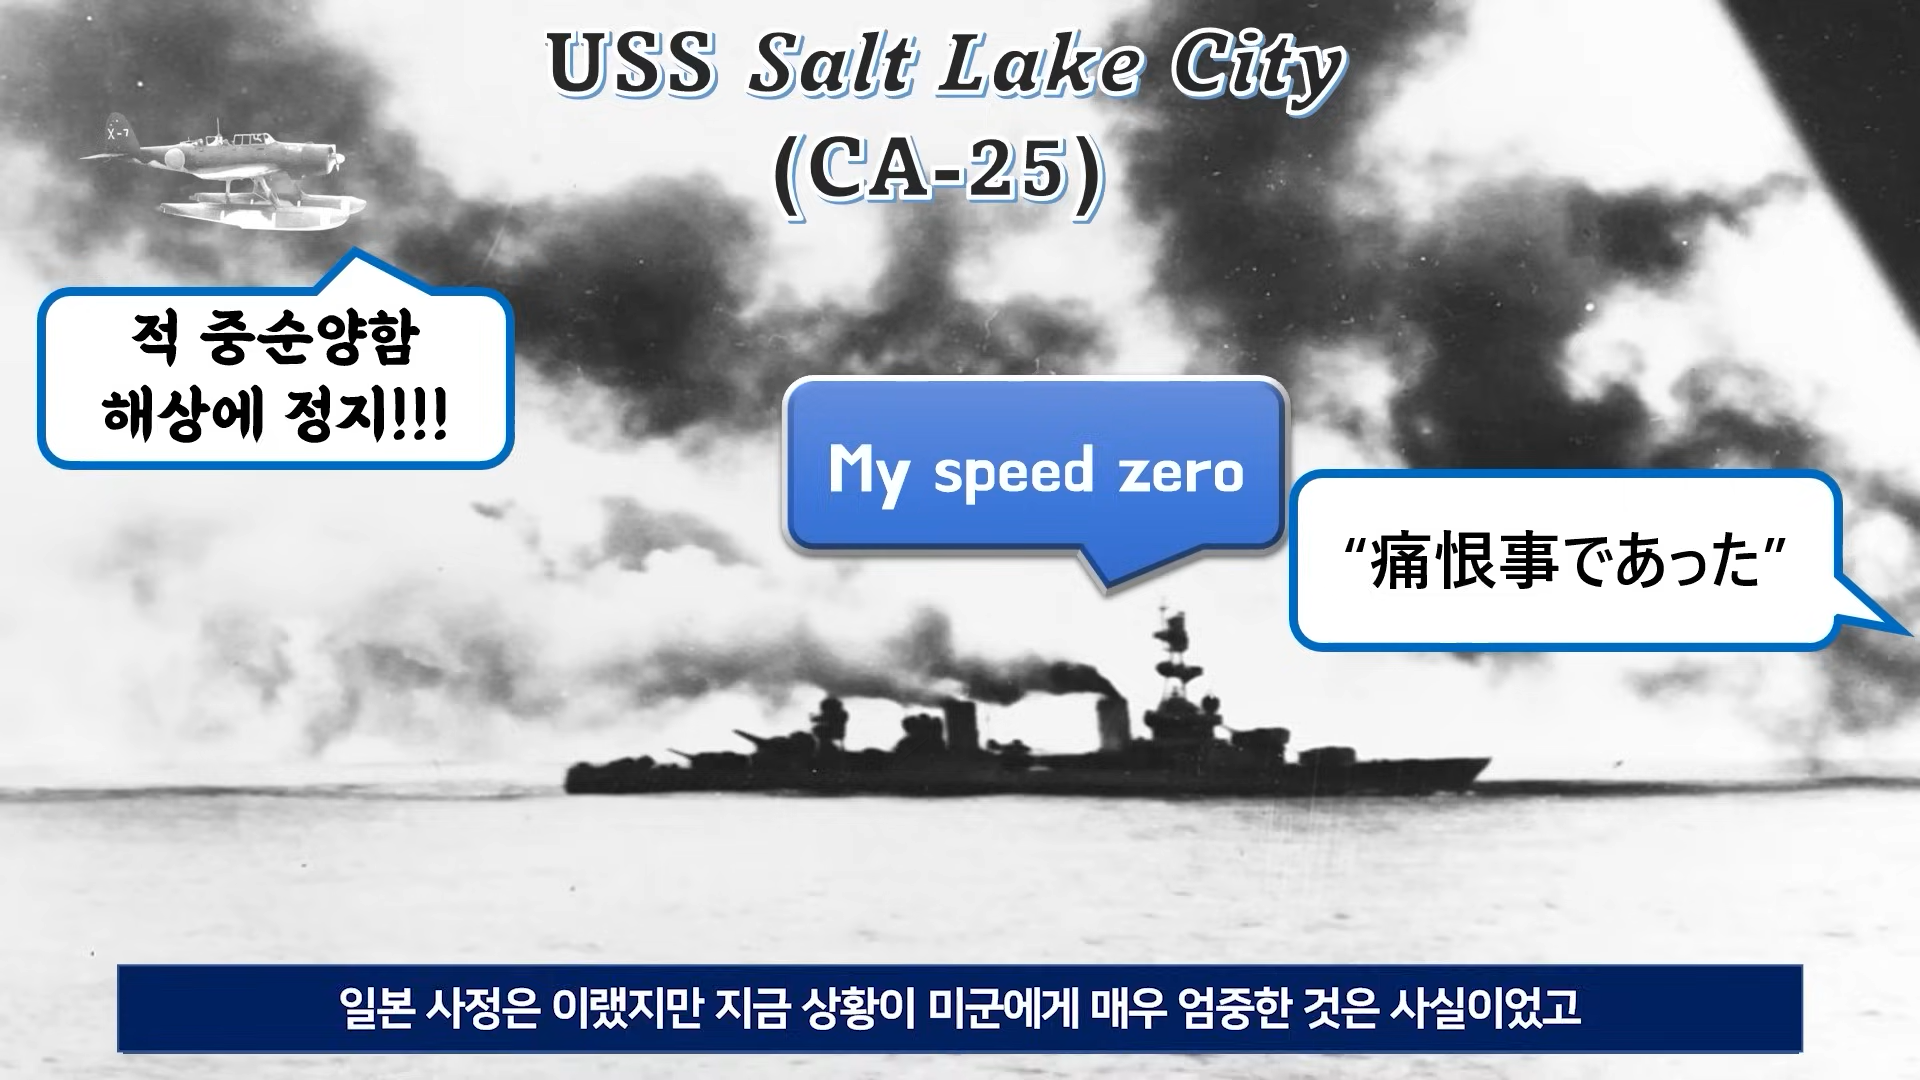 USS Salt Lake City
(CA-25)
X-7
적 중순양함
해상에 정지!!!
My speed zero
“痛恨事であった”
일본 사정은 이랬지만 지금 상황이 미군에게 매우 엄중한 것은 사실이었고